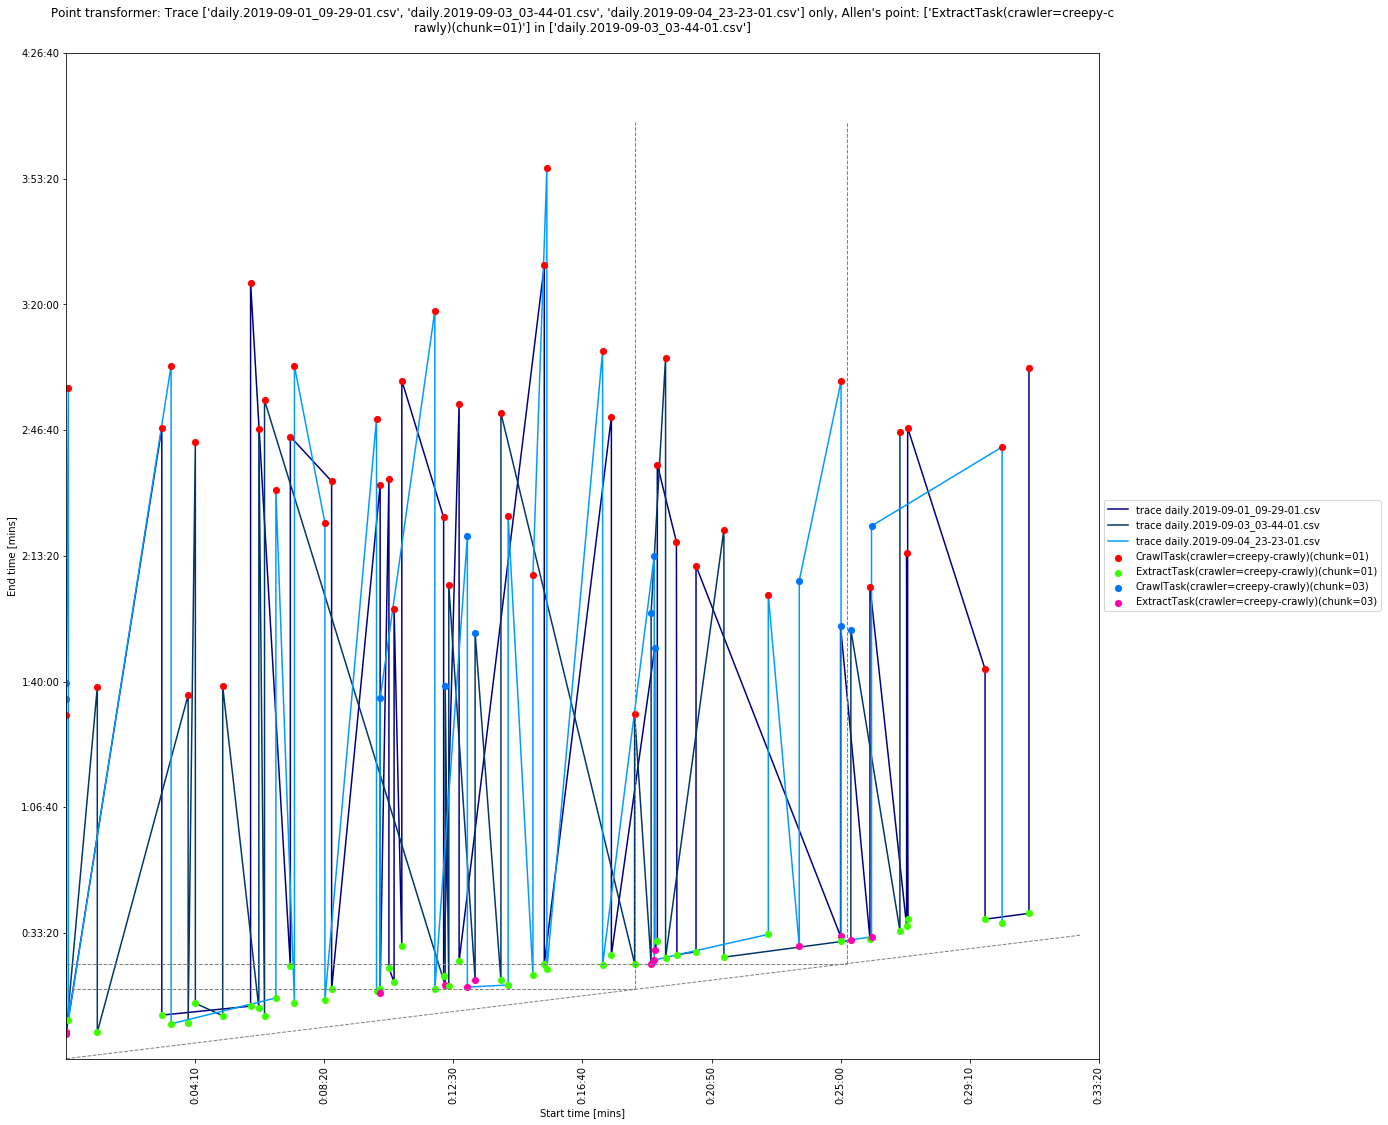 Point transformer: Trace ['daily.2019-09-01_09-29-01.csv', 'daily.2019-09-03_03-44-01.csv', 'daily.2019-09-04_23-23-01.csv'] only, Allen's point: ['ExtractTask(crawler=creepy-c
rawly)(chunk=01)'] in ['daily.2019-09-03_03-44-01.csv']
4:26:40
3:53:20
3:20:00
2:46:40
2:13:20
1:40:00
1:06:40
0:33:20
End time [mins]
0:04:10
0:08:20
0:12:30
0:16:40
0:20:50
0:25:00
0:29:10
0:33:20
Start time [mins]
trace daily.2019-09-01_09-29-01.csv
trace daily.2019-09-03_03-44-01.csv
trace daily.2019-09-04_23-23-01.csv
CrawlTask(crawler=creepy-crawly)(chunk=01)
ExtractTask(crawler=creepy-crawly)(chunk=01)
CrawlTask(crawler=creepy-crawly)(chunk=03)
ExtractTask(crawler=creepy-crawly)(chunk=03)